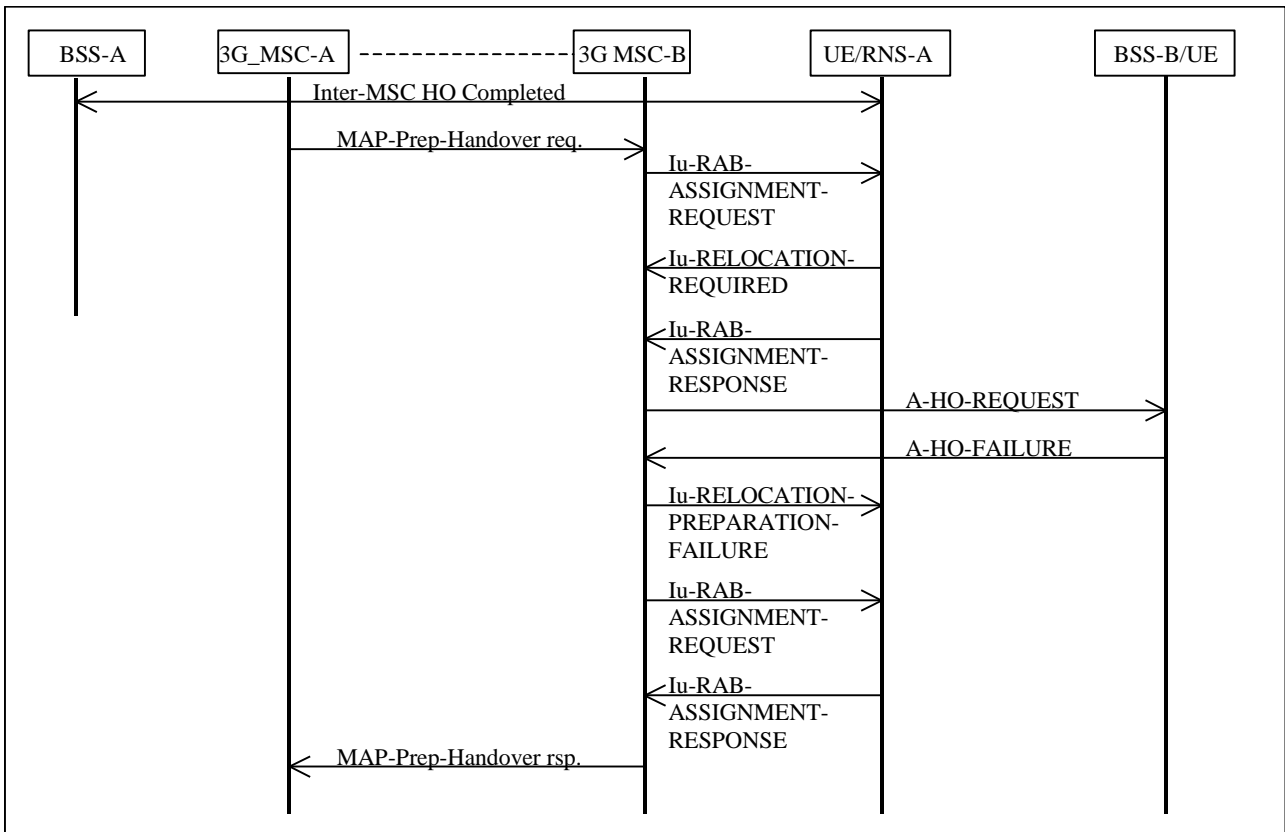 BSS-A
3G_MSC-A
3G MSC-B
UE/RNS-A
BSS-B/UE
Inter-MSC HO Completed
MAP-Prep-Handover req.
Iu-RAB-
ASSIGNMENT-
REQUEST
Iu-RELOCATION-
REQUIRED
Iu-RAB-
ASSIGNMENT-
RESPONSE
A-HO-REQUEST
A-HO-FAILURE
Iu-RELOCATION-
PREPARATION-
FAILURE
Iu-RAB-
ASSIGNMENT-
REQUEST
Iu-RAB-
ASSIGNMENT-
RESPONSE
MAP-Prep-Handover rsp.